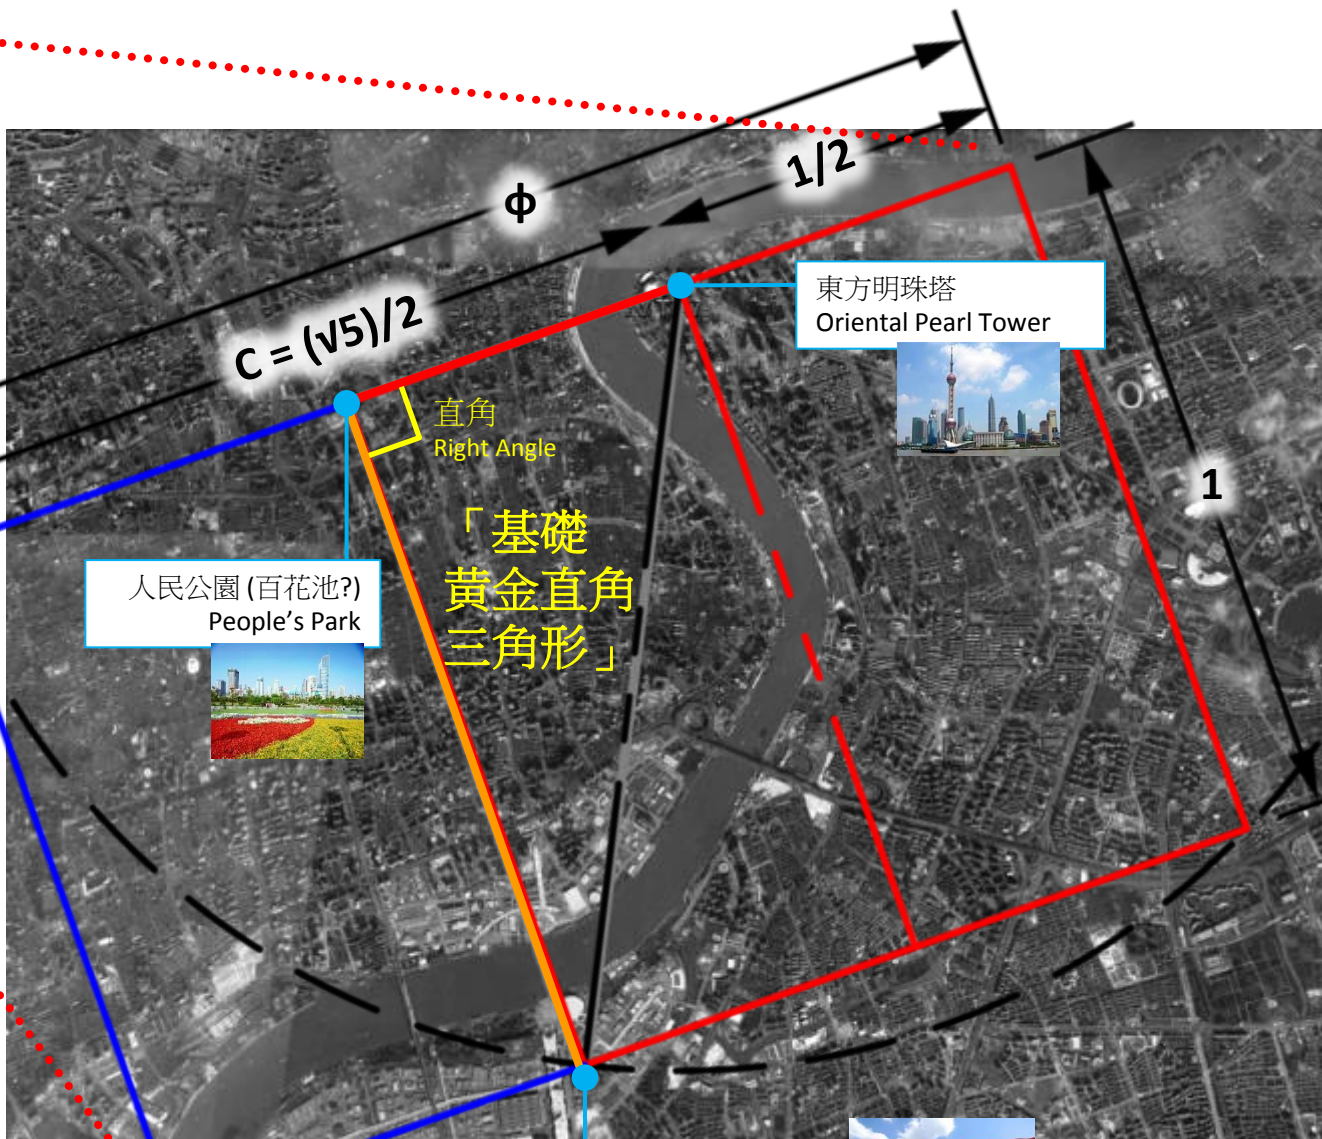 ϕ
1/2
C = (√5)/2
東方明珠塔
Oriental Pearl Tower
直角
Right Angle
1
「基礎
黃金直角
三角形」
人民公園 (百花池?)
People's Park